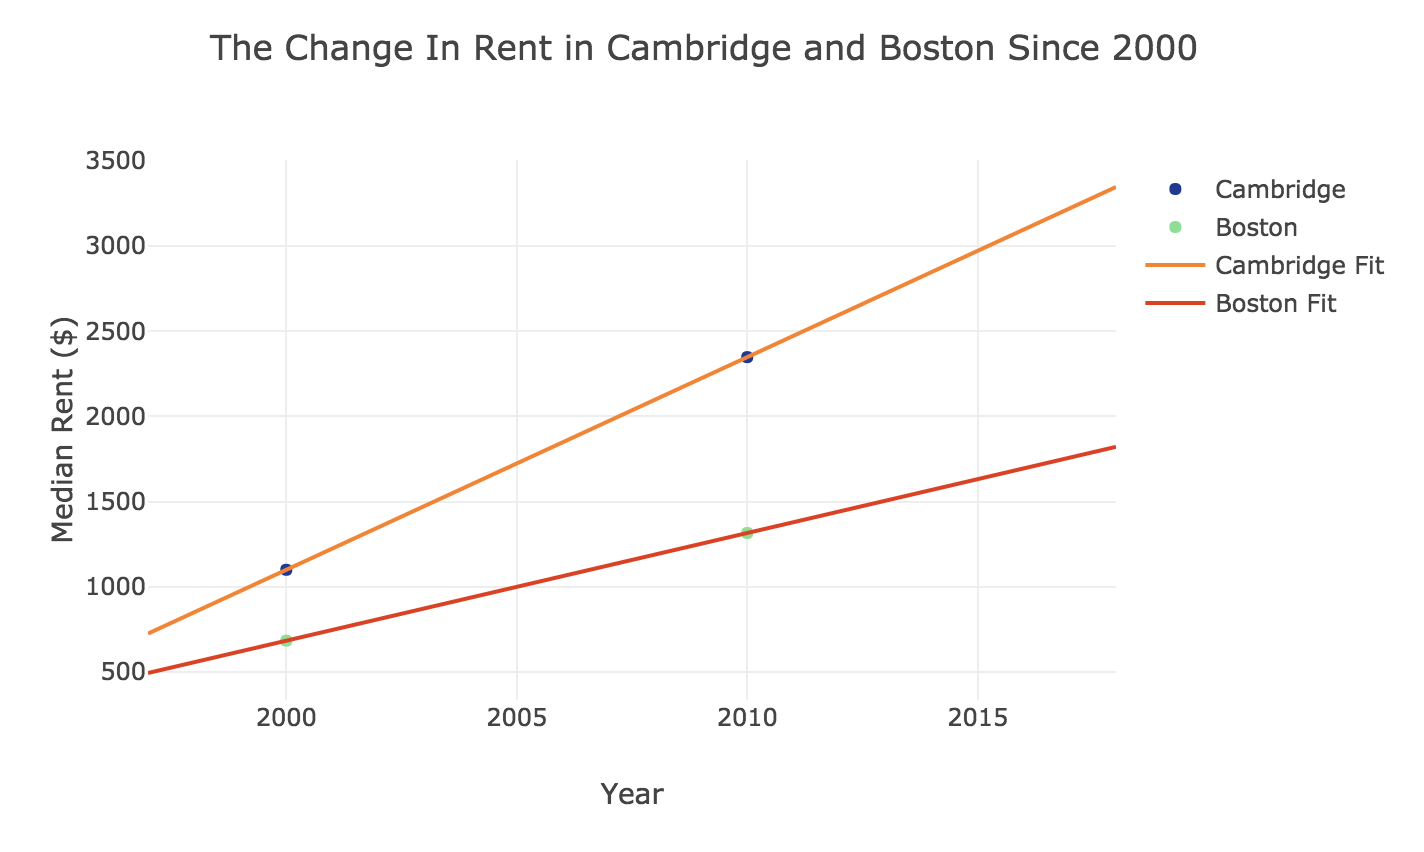 The Change In Rent in Cambridge and Boston Since 2000
3500
3000
2500
2000
1500
1000
500
Median Rent ($)
2000
2005
2010
2015
Year
Cambridge
Boston
Cambridge Fit
Boston Fit